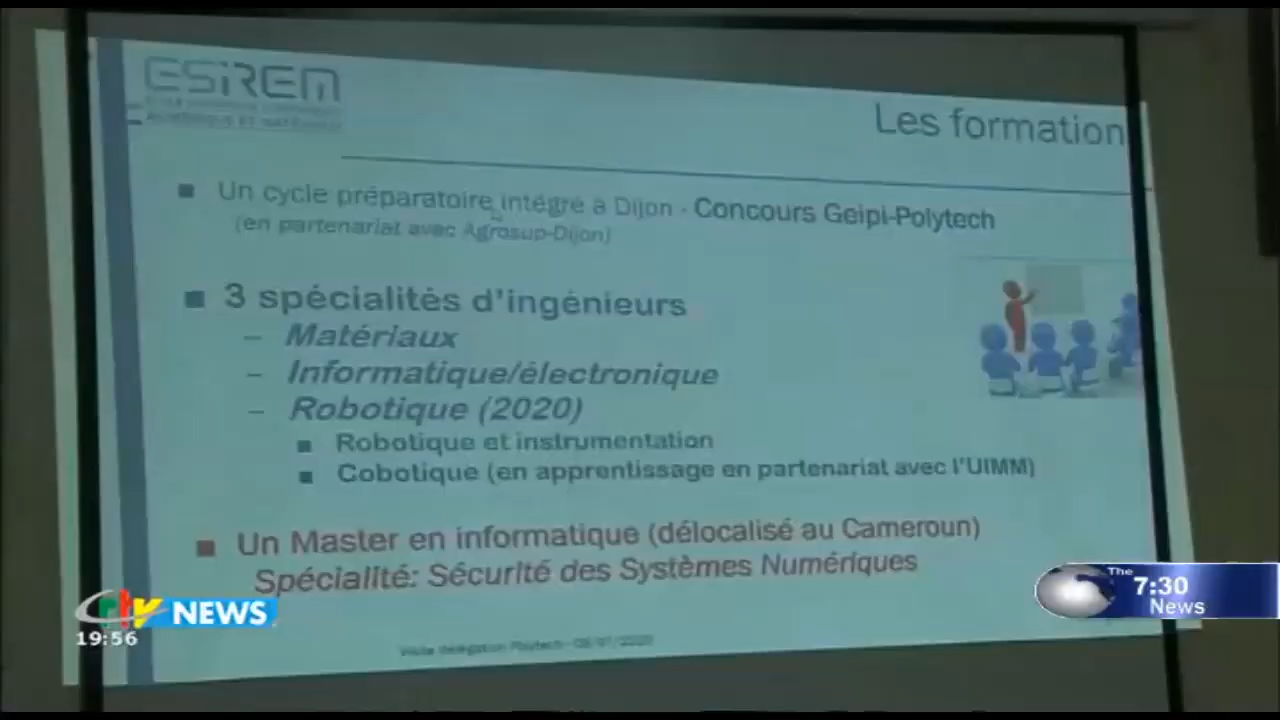 ESIREM
Les formation
Un cycle préparatoire intégré à Dijon - Concours Geipi-Polytech
(en partenariat avec Agrosup-Dijon)
3 spécialités d'ingénieurs
– Matériaux
– Informatique/électronique
– Robotique (2020)
Robotique et instrumentation
Cobotique (en apprentissage en partenariat avec l'UIMM)
Un Master en informatique (délocalisé au Cameroun)
Spécialité: Sécurité des Systèmes Numériques
crtv NEWS
19:56
The 7:30
News